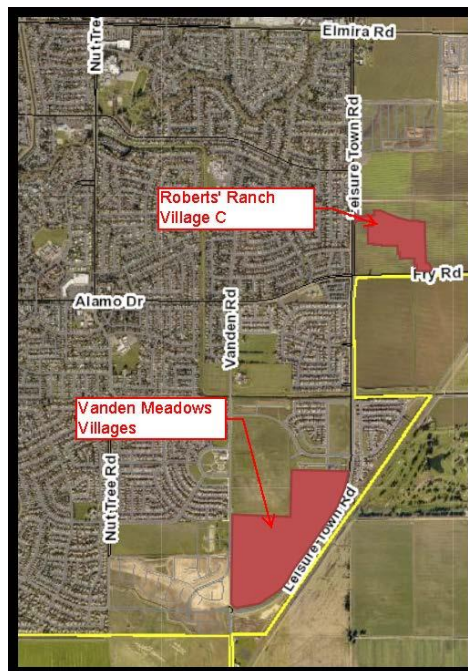 Elmira Rd
Nut Tree
Leisure Town Rd
Roberts' Ranch
Village C
Fry Rd
Alamo Dr
Vanden Rd
Vanden Meadows
Villages
Nut Tree Rd
Leisure Town Rd